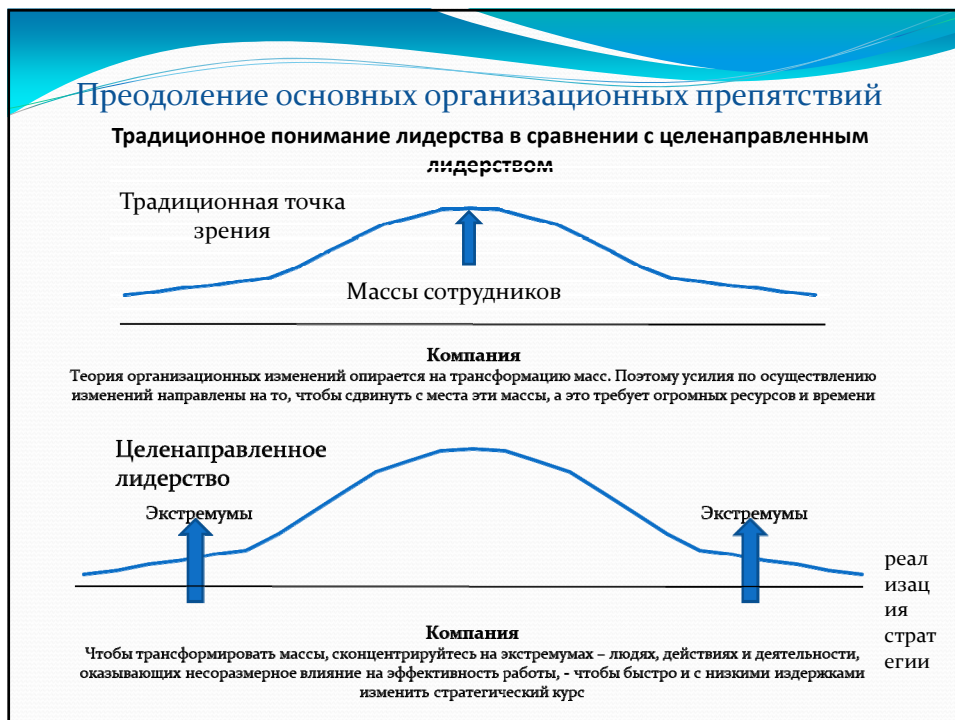 Преодоление основных организационных препятствий
Традиционное понимание лидерства в сравнении с целенаправленным
лидерством
Традиционная точка
зрения
Массы сотрудников
Компания
Теория организационных изменений опирается на трансформацию масс. Поэтому усилия по осуществлению
изменений направлены на то, чтобы сдвинуть с места эти массы, а это требует огромных ресурсов и времени
Целенаправленное
лидерство
Экстремумы
Экстремумы
реал
изац
ия
страт
егии
Компания
Чтобы трансформировать массы, сконцентрируйтесь на экстремумах – людях, действиях и деятельности,
оказывающих несоразмерное влияние на эффективность работы, - чтобы быстро и с низкими издержками
изменить стратегический курс